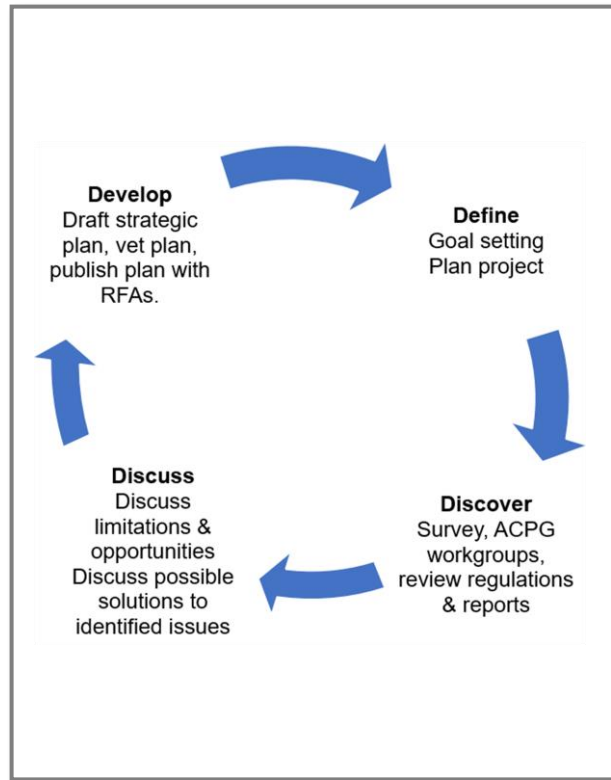 Develop
Draft strategic
plan, vet plan,
publish plan with
RFAs.
Define
Goal setting
Plan project
Discover
Survey, ACPG
workgroups,
review regulations
& reports
Discuss
Discuss
limitations &
opportunities
Discuss possible
solutions to
identified issues